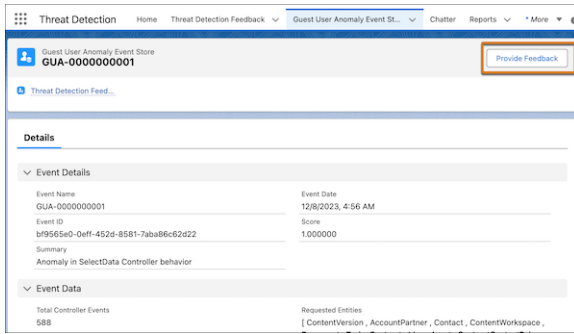 Threat Detection
Home
Threat Detection Feedback
Guest User Anomaly Event St...
Chatter
Reports
* More
Guest User Anomaly Event Store
GUA-0000000001
Provide Feedback
Threat Detection Feed...
Details
Event Details
Event Name
GUA-0000000001
Event Date
12/8/2023, 4:56 AM
Event ID
bf9565e0-0eff-452d-8581-7aba86c62d22
Score
1.000000
Summary
Anomaly in SelectData Controller behavior
Event Data
Total Controller Events
588
Requested Entities
[ ContentVersion , AccountPartner , Contact , ContentWorkspace ,